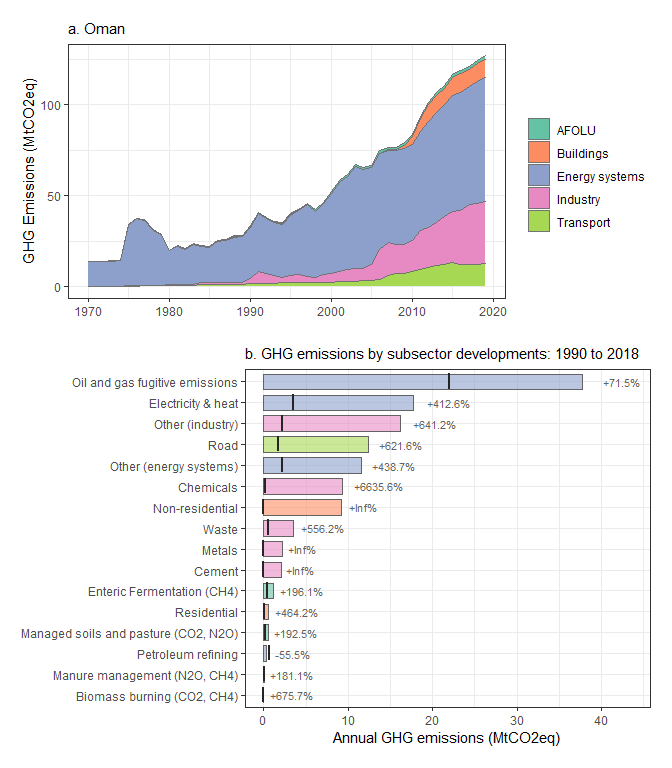 a. Oman
GHG Emissions (MtCO2eq)
100
50
0
1970
1980
1990
2000
2010
2020
AFOLU
Buildings
Energy systems
Industry
Transport
b. GHG emissions by subsector developments: 1990 to 2018
Oil and gas fugitive emissions +71.5%
Electricity & heat +412.6%
Other (industry) +641.2%
Road +621.6%
Other (energy systems) +438.7%
Chemicals +6635.6%
Non-residential +Inf%
Waste +556.2%
Metals +Inf%
Cement +Inf%
Enteric Fermentation (CH4) +196.1%
Residential +464.2%
Managed soils and pasture (CO2, N2O) +192.5%
Petroleum refining -55.5%
Manure management (N2O, CH4) +181.1%
Biomass burning (CO2, CH4) +675.7%
0
10
20
30
40
Annual GHG emissions (MtCO2eq)